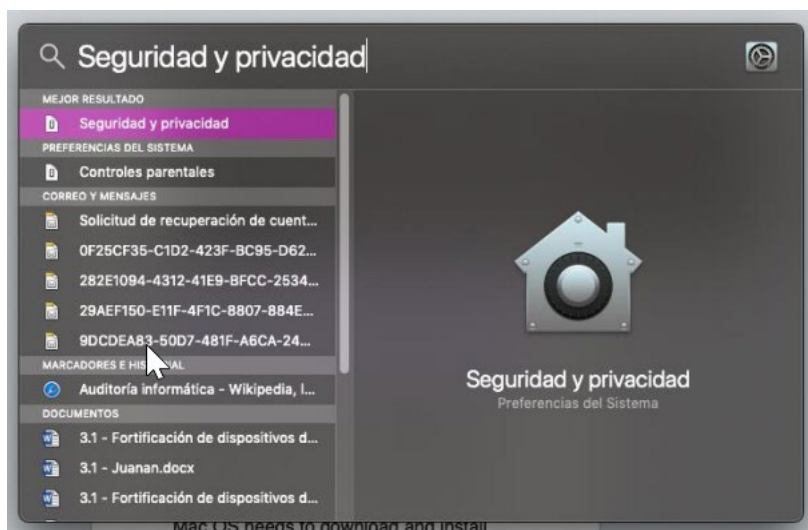 Seguridad y privacidad
MEJOR RESULTADO
Seguridad y privacidad
PREFERENCIAS DEL SISTEMA
Controles parentales
CORREO Y MENSAJES
Solicitud de recuperación de cuent...
0F25CF35-C1D2-423F-BC95-D62...
282E1094-4312-41E9-BFCC-2534...
29AEF150-E11F-4F1C-8807-884E...
9DCDEA83-50D7-481F-A6CA-24...
MARCADORES E HIS AL
Auditoría informática - Wikipedia, l...
DOCUMENTOS
3.1 - Fortificación de dispositivos d...
3.1 - Juanan.docx
3.1 - Fortificación de dispositivos d...
Seguridad y privacidad
Preferencias del Sistema
Mac OS needs to download and install